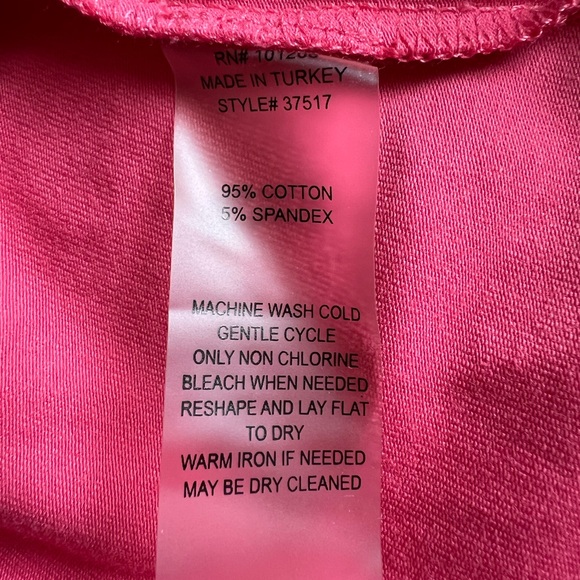 RN#
MADE IN TURKEY
STYLE# 37517
95% COTTON
5% SPANDEX
MACHINE WASH COLD
GENTLE CYCLE
ONLY NON CHLORINE
BLEACH WHEN NEEDED
RESHAPE AND LAY FLAT
TO DRY
WARM IRON IF NEEDED
MAY BE DRY CLEANED